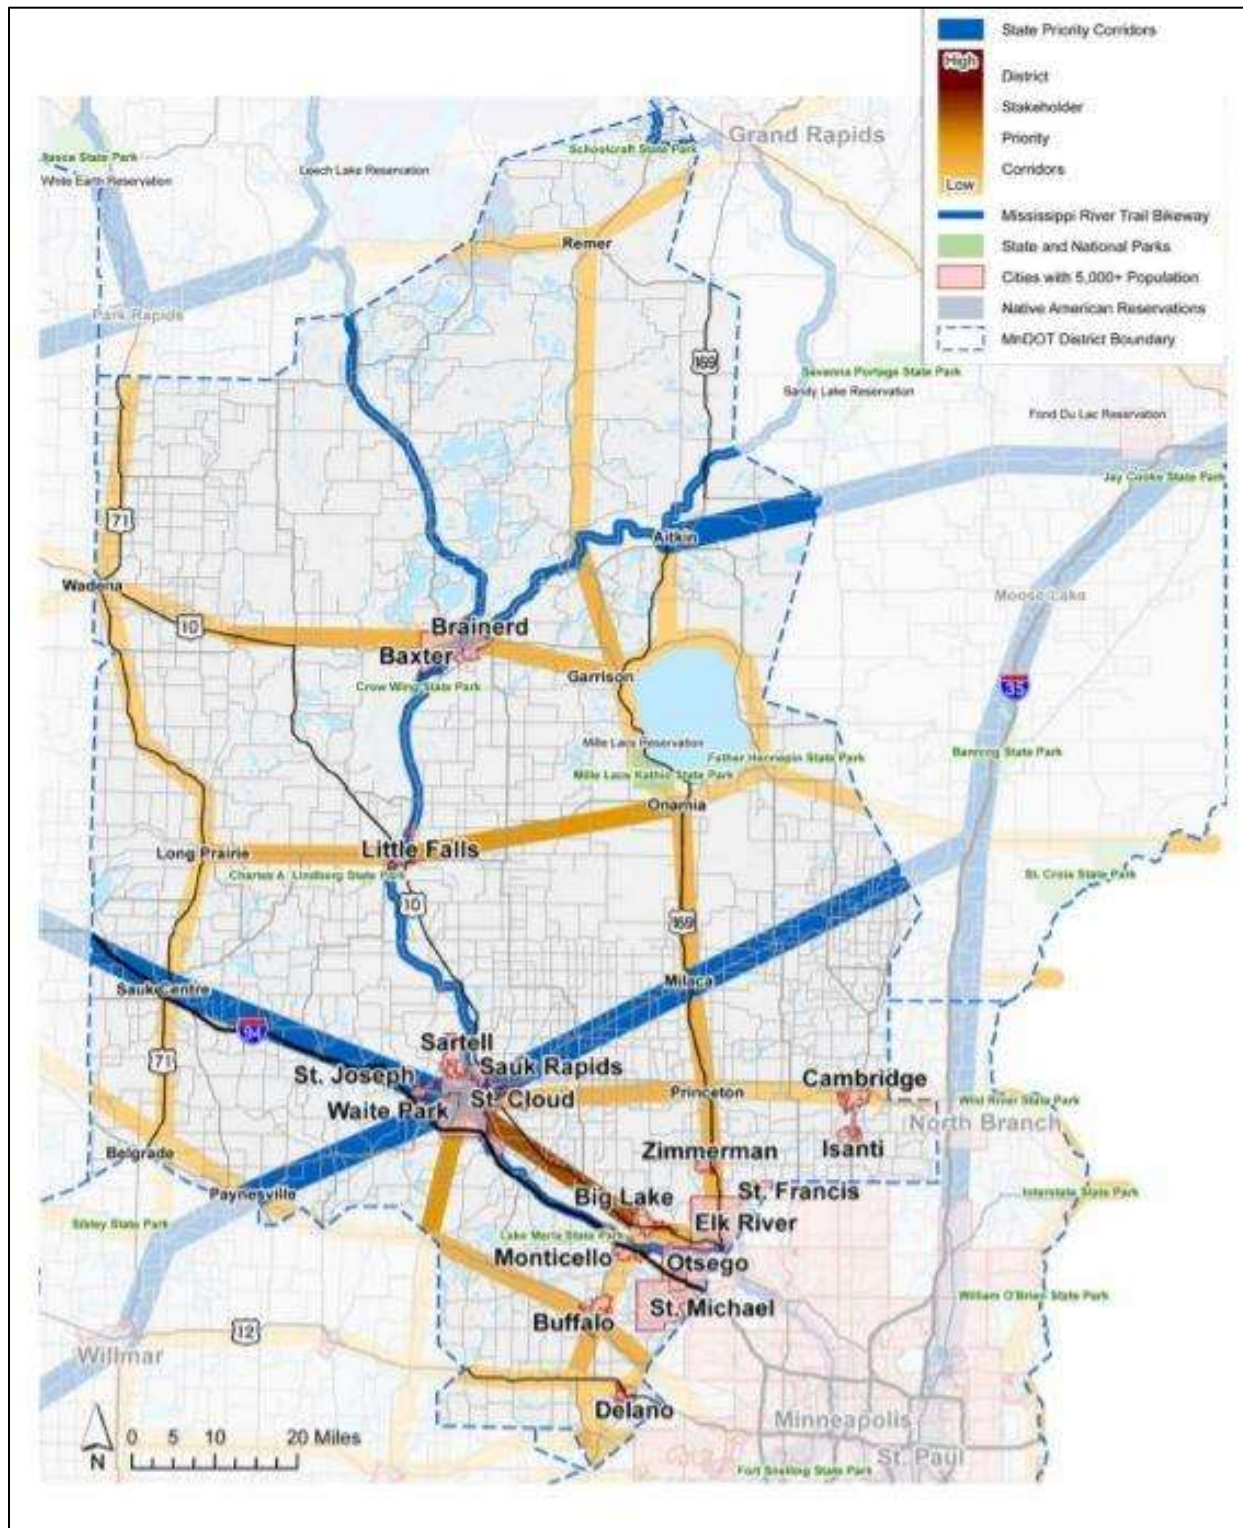 State Priority Corridors
High
District
Stakeholder
Priority
Corridors
Low
Mississippi River Trail Bikeway
State and National Parks
Cities with 5,000+ Population
Native American Reservations
MnDOT District Boundary
Grand Rapids
Schoolcraft State Park
Itasca State Park
White Earth Reservation
Leech Lake Reservation
Remer
Park Rapids
169
Savanna Portage State Park
Sandy Lake Reservation
Fond Du Lac Reservation
Jay Cooke State Park
71
Aitkin
Wadena
Moose Lake
10
Brainerd
Baxter
Garrison
Crow Wing State Park
35
Mille Lacs Reservation
Father Hennepin State Park
Banning State Park
Mille Lacs Kathio State Park
Onamia
Long Prairie
Little Falls
Charles A. Lindberg State Park
St. Croix State Park
10
169
Sauk Centre
Milaca
94
Sartell
71
St. Joseph
Sauk Rapids
Cambridge
Waite Park
St. Cloud
Princeton
Wild River State Park
North Branch
Belgrade
Zimmerman
Isanti
Paynesville
Big Lake
St. Francis
Interstate State Park
Sibley State Park
Elk River
Lake Maria State Park
Monticello
Otsego
William O'Brien State Park
St. Michael
Buffalo
12
Willmar
Delano
Minneapolis
St. Paul
N
0 5 10 20 Miles
Fort Snelling State Park